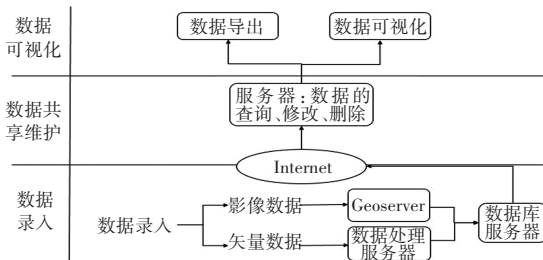 数据
可视化
数据导出
数据可视化
数据共
享维护
服务器:数据的
查询、修改、删除
Internet
数据
录入
数据录入
影像数据
Geoserver
矢量数据
数据处理
服务器
数据库
服务器